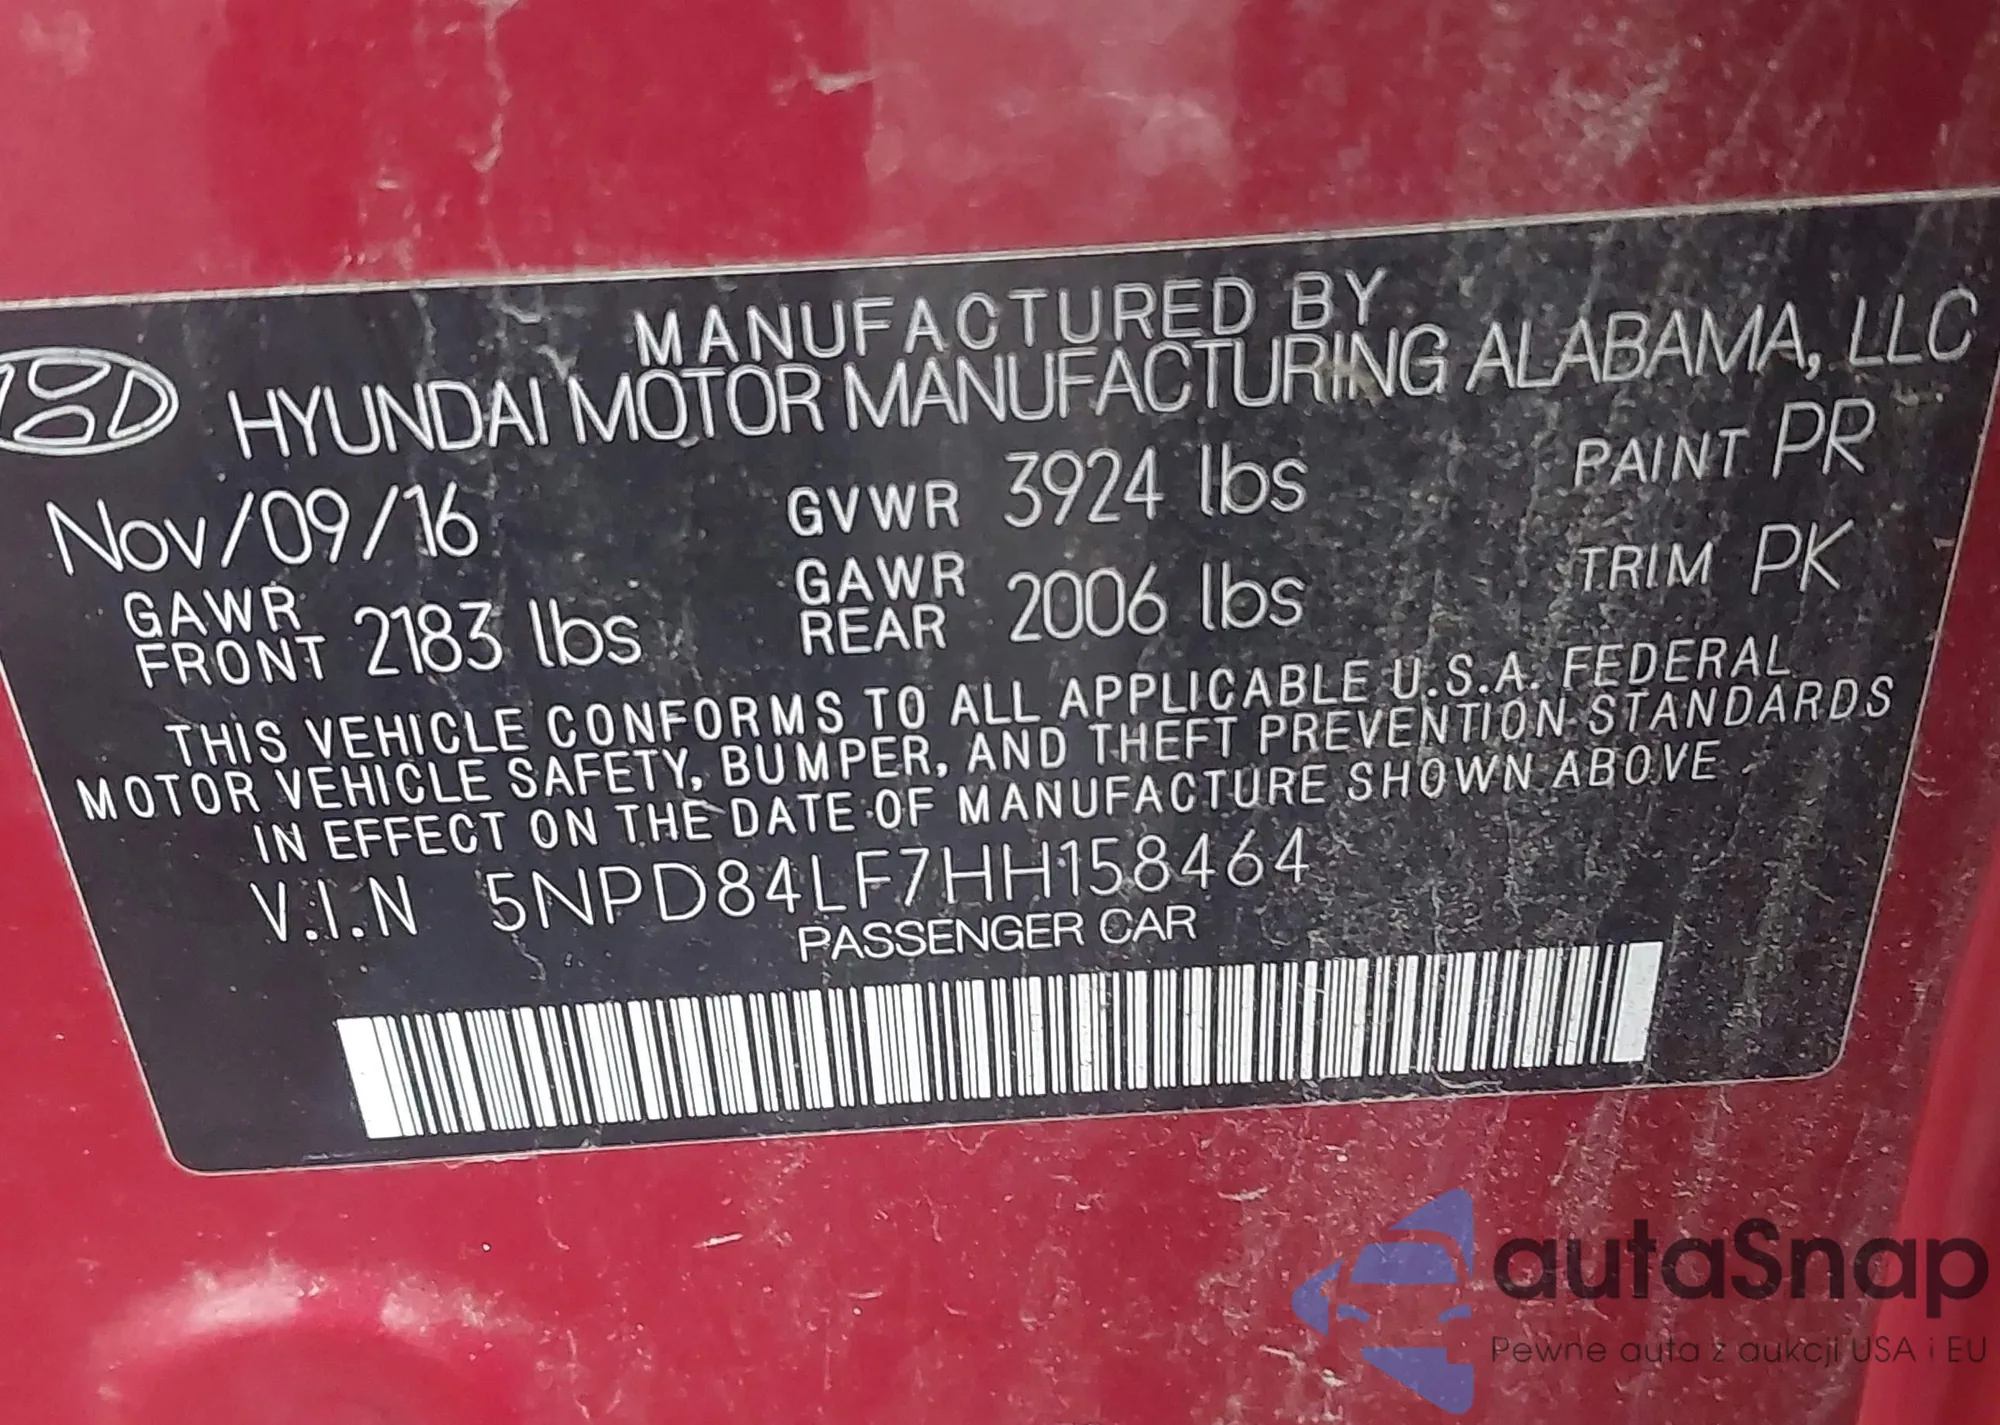 MANUFACTURED BY
HYUNDAI MOTOR MANUFACTURING ALABAMA, LLC
Nov/09/16 GVWR 3924 lbs PAINT PR
GAWR FRONT 2183 lbs GAWR REAR 2006 lbs TRIM PK
THIS VEHICLE CONFORMS TO ALL APPLICABLE U.S.A. FEDERAL
MOTOR VEHICLE SAFETY, BUMPER, AND THEFT PREVENTION STANDARDS
IN EFFECT ON THE DATE OF MANUFACTURE SHOWN ABOVE
V.I.N 5NPD84LF7HH158464
PASSENGER CAR
autaSnap
Pewne auta z aukcji USA i EU